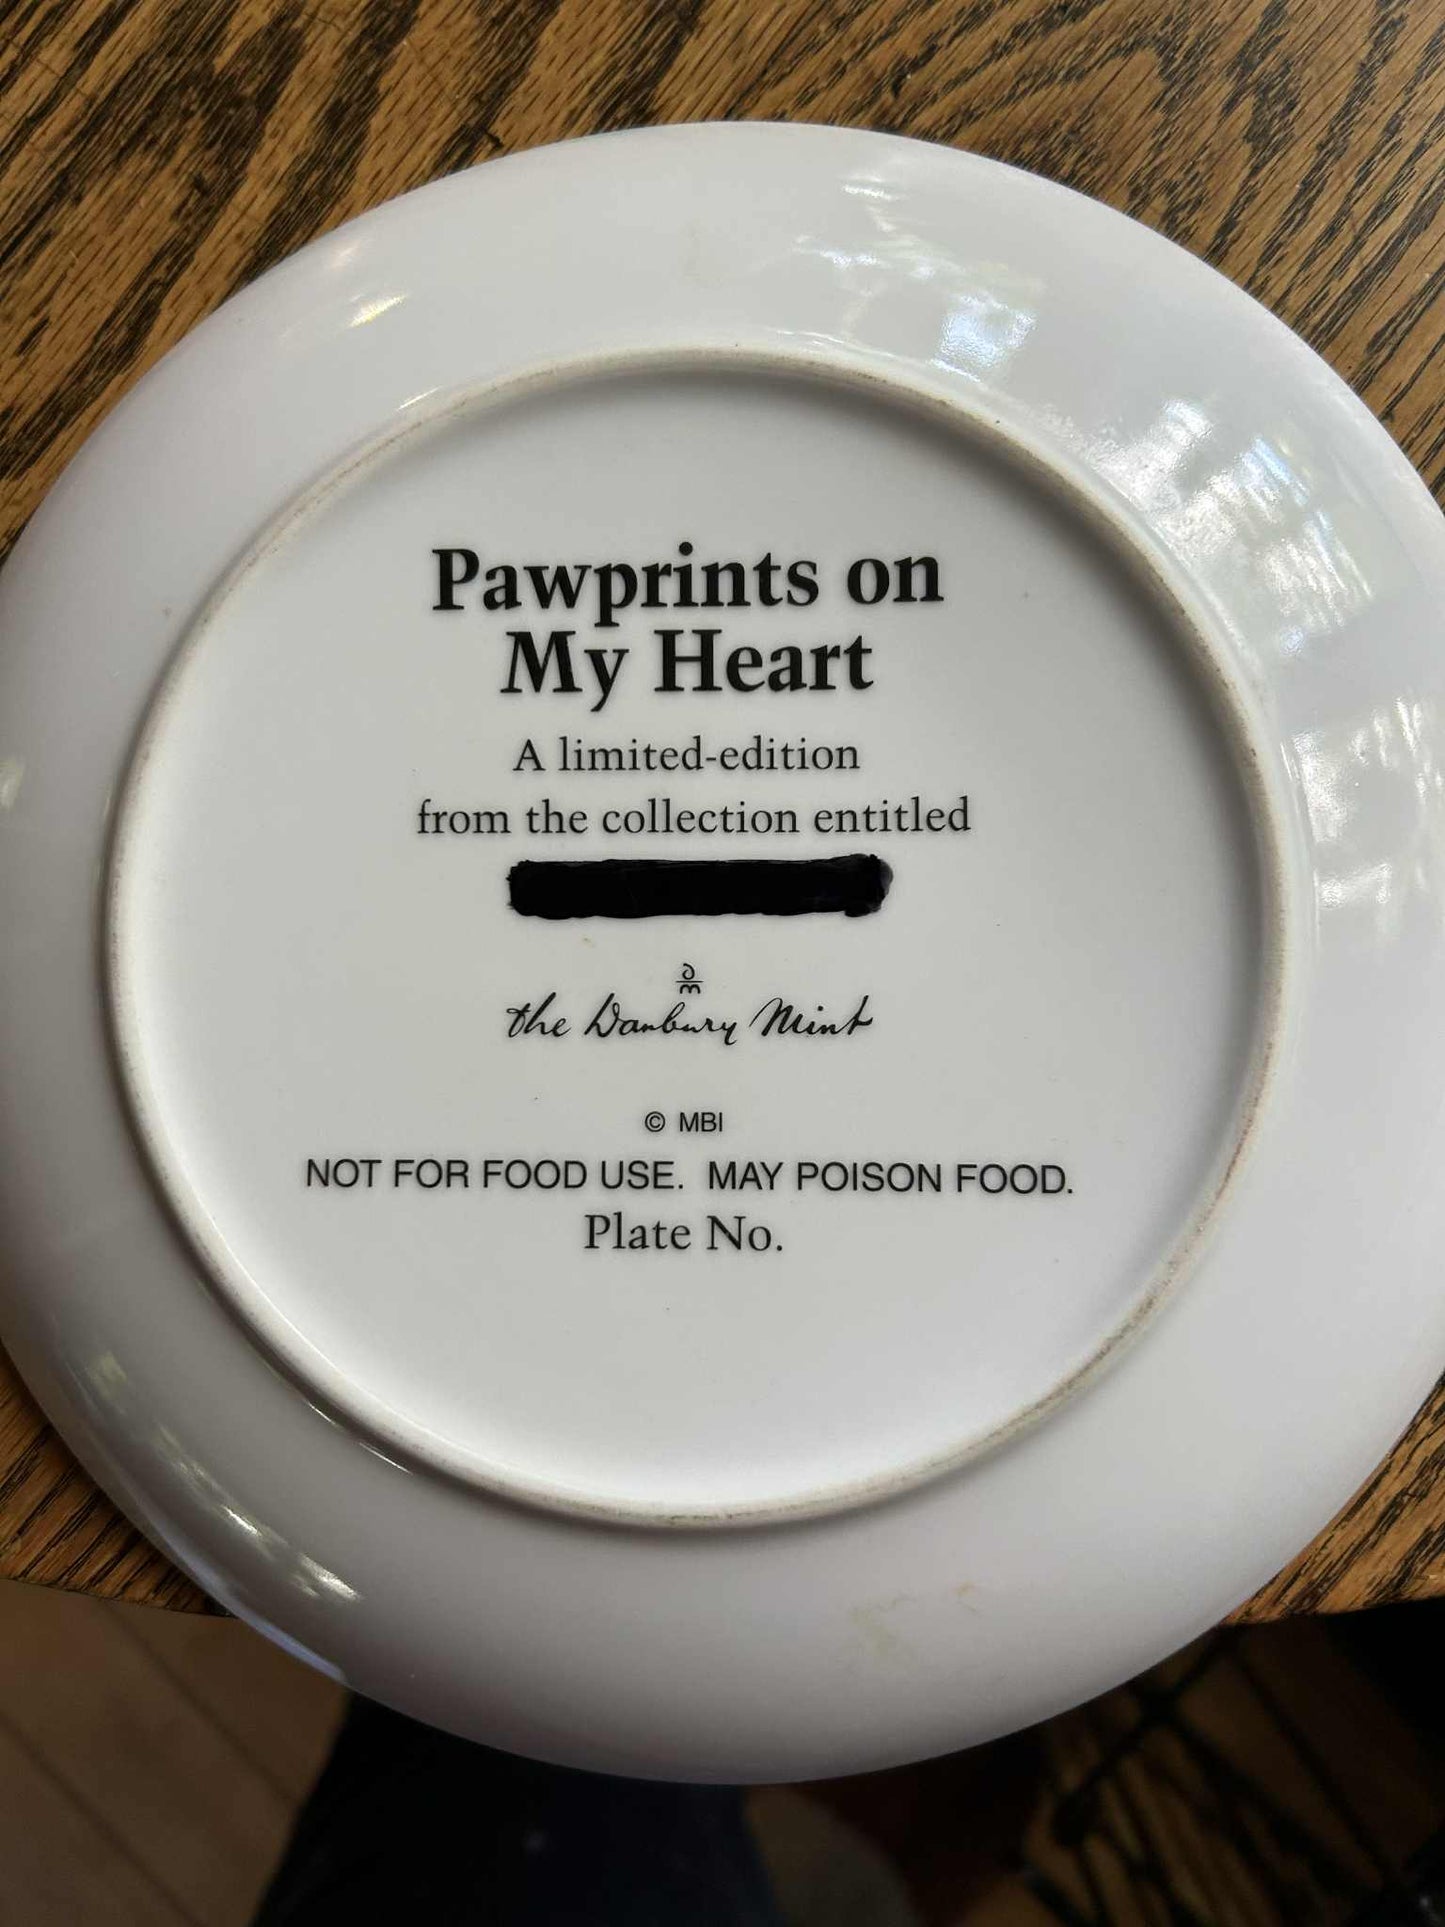 Pawprints on
My Heart
A limited-edition
from the collection entitled
the Danbury Mint
© MBI
NOT FOR FOOD USE. MAY POISON FOOD.
Plate No.